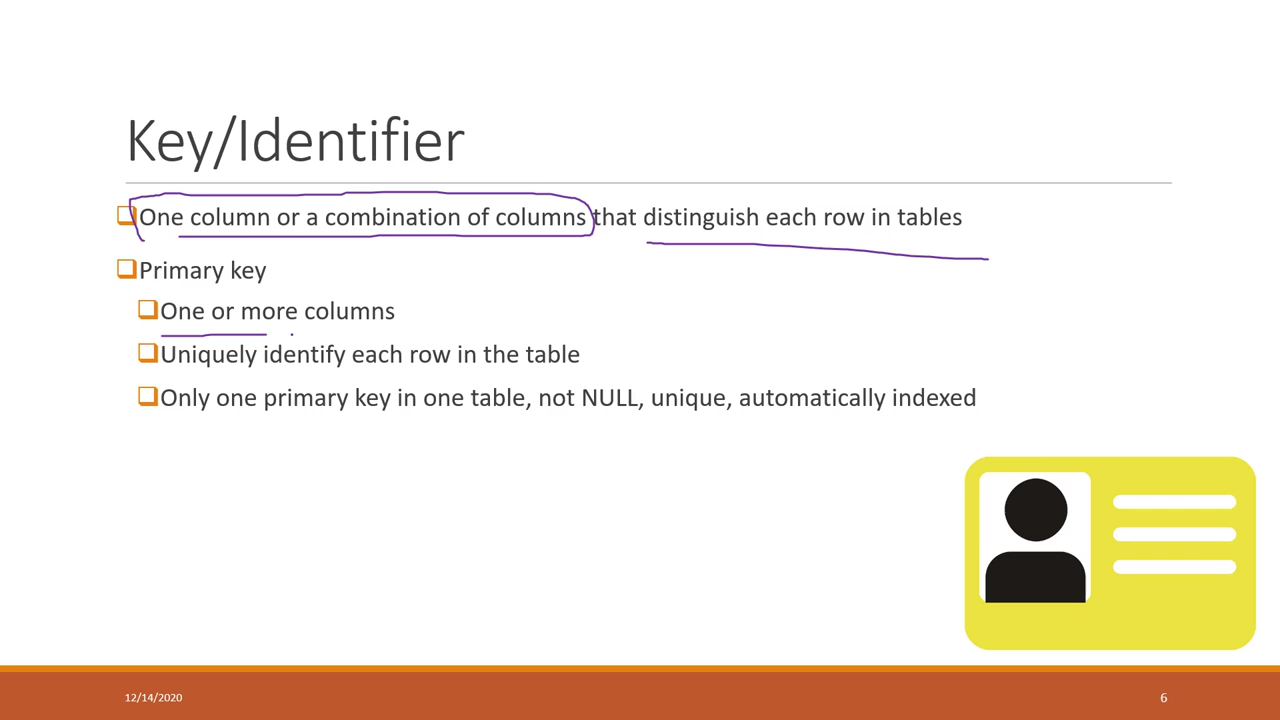 Key/Identifier
One column or a combination of columns that distinguish each row in tables
Primary key
One or more columns
Uniquely identify each row in the table
Only one primary key in one table, not NULL, unique, automatically indexed
12/14/2020
6